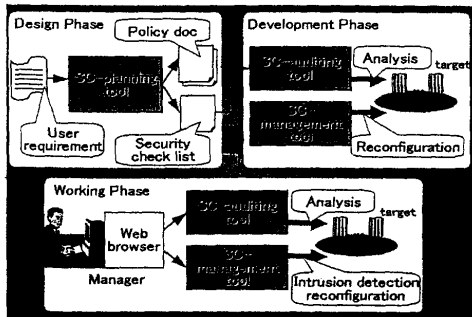 Design Phase
Policy doc
SC-planning
tool
User
requirement
Security
check list
Development Phase
SC-auditing
tool
Analysis
target
SC-
management
tool
Reconfiguration
Working Phase
Web
browser
Manager
SC-auditing
tool
Analysis
target
SC-
management
tool
Intrusion detection
reconfiguration